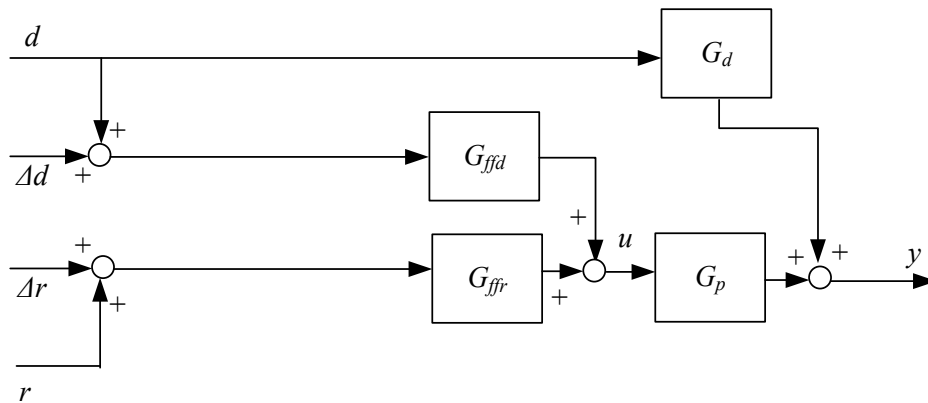 d
G_d
+
Δd
+
G_ffd
+
Δr
+
+
G_ffr
+
u
G_p
+
+
y
r